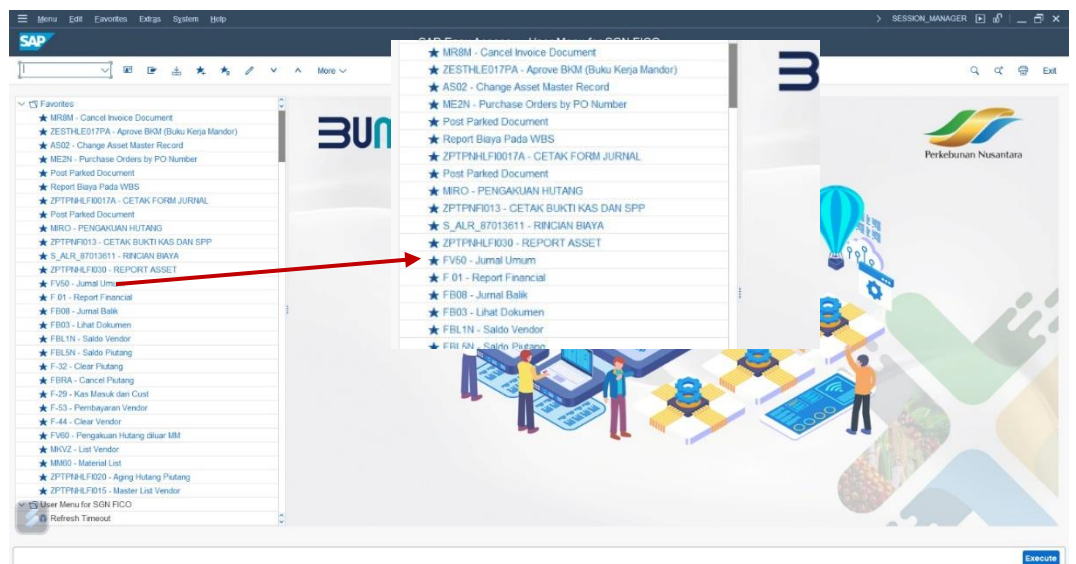 Menu Edit Favorites Extras System Help
SESSION_MANAGER
SAP
More
Exit
Favorites
MR8M - Cancel Invoice Document
ZESTHLE017PA - Aprove BKM (Buku Kerja Mandor)
AS02 - Change Asset Master Record
ME2N - Purchase Orders by PO Number
Post Parked Document
Report Biaya Pada WBS
ZPTPNHLFI0017A - CETAK FORM JURNAL
Post Parked Document
MIRO - PENGAKUAN HUTANG
ZPTPNFI013 - CETAK BUKTI KAS DAN SPP
S_ALR_87013611 - RINCIAN BIAYA
ZPTPNHLFI030 - REPORT ASSET
FV50 - Jurnal Umum
F.01 - Report Financial
FB08 - Jurnal Balik
FB03 - Lihat Dokumen
FBL1N - Saldo Vendor
FBL5N - Saldo Piutang
F-32 - Clear Piutang
FBRA - Cancel Piutang
F-29 - Kas Masuk dari Cust
F-53 - Pembayaran Vendor
F-44 - Clear Vendor
FV60 - Pengakuan Hutang diluar MM
MKVZ - List Vendor
MM60 - Material List
ZPTPNHLFI020 - Aging Hutang Piutang
ZPTPNHLFI015 - Master List Vendor
User Menu for SGN FICO
Refresh Timeout
MR8M - Cancel Invoice Document
ZESTHLE017PA - Aprove BKM (Buku Kerja Mandor)
AS02 - Change Asset Master Record
ME2N - Purchase Orders by PO Number
Post Parked Document
Report Biaya Pada WBS
ZPTPNHLFI0017A - CETAK FORM JURNAL
Post Parked Document
MIRO - PENGAKUAN HUTANG
ZPTPNFI013 - CETAK BUKTI KAS DAN SPP
S_ALR_87013611 - RINCIAN BIAYA
ZPTPNHLFI030 - REPORT ASSET
FV50 - Jurnal Umum
F.01 - Report Financial
FB08 - Jurnal Balik
FB03 - Lihat Dokumen
FBL1N - Saldo Vendor
FBL5N - Saldo Piutang
Perkebunan Nusantara
Execute